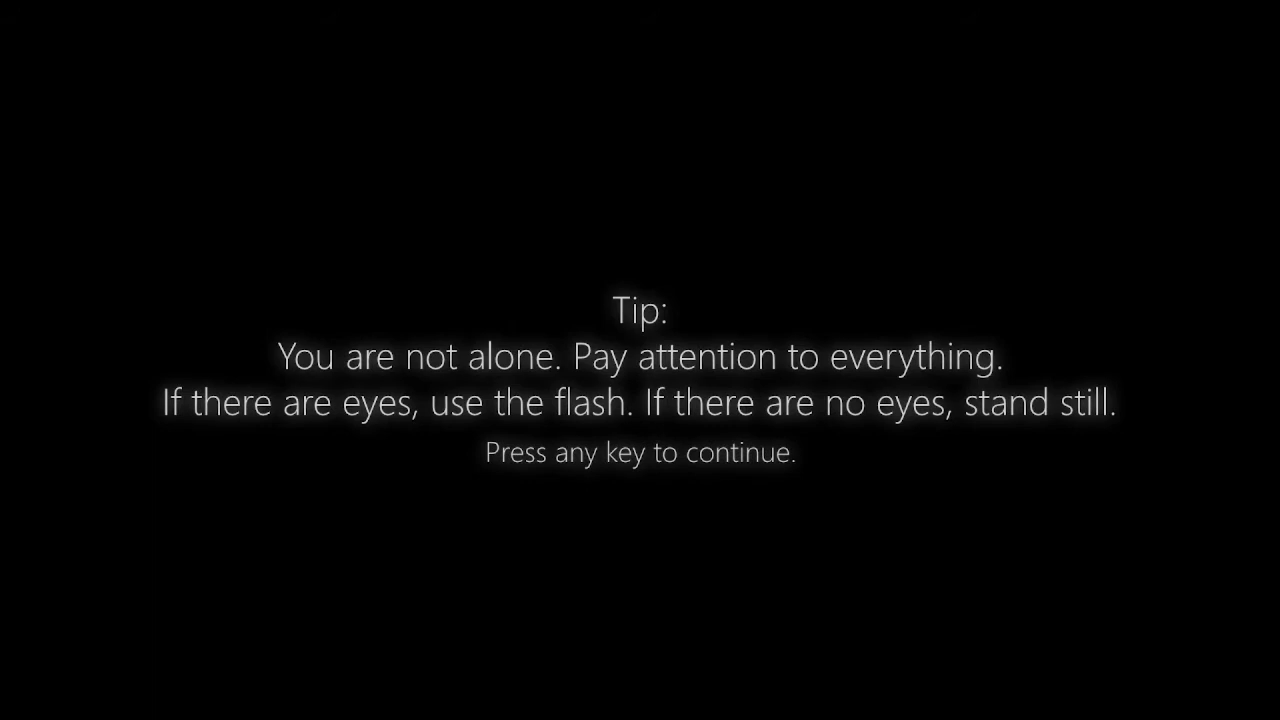 Tip:
You are not alone. Pay attention to everything.
If there are eyes, use the flash. If there are no eyes, stand still.
Press any key to continue.